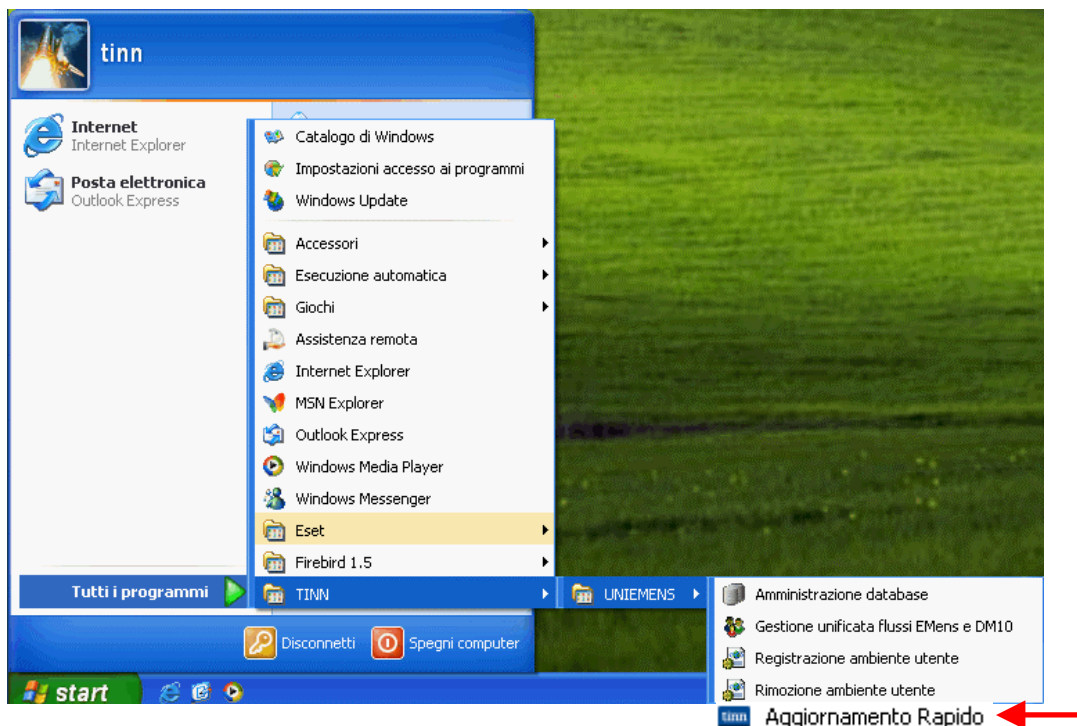 tinn
Internet
Internet Explorer
Posta elettronica
Outlook Express
Catalogo di Windows
Impostazioni accesso ai programmi
Windows Update
Accessori
Esecuzione automatica
Giochi
Assistenza remota
Internet Explorer
MSN Explorer
Outlook Express
Windows Media Player
Windows Messenger
Eset
Firebird 1.5
Tutti i programmi
TINN
UNIEMENS
Amministrazione database
Gestione unificata flussi EMens e DM10
Registrazione ambiente utente
Rimozione ambiente utente
tinn Aggiornamento Rapido
Disconnetti
Spegni computer
start